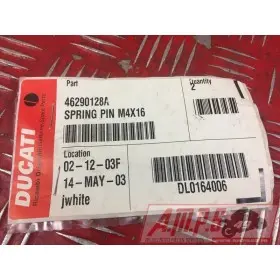 Part
Quantity
46290128A
2
SPRING PIN M4X16
DUCATI
Location
02-12-03F
14-MAY-03
DL0164006
jwhite